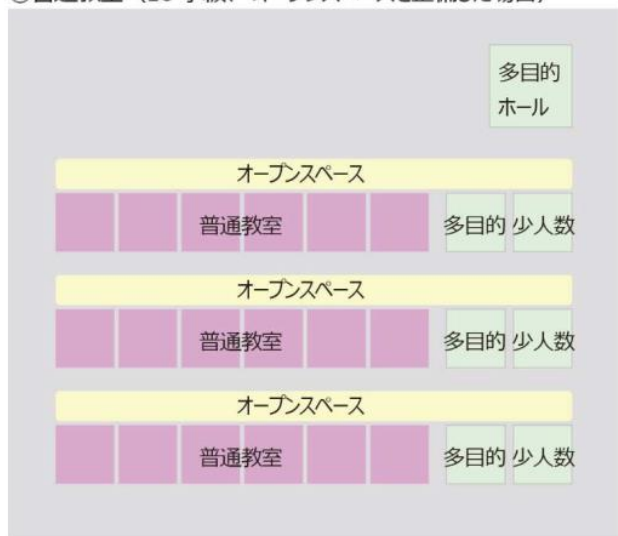 多目的
ホール
オープンスペース
普通教室 多目的 少人数
オープンスペース
普通教室 多目的 少人数
オープンスペース
普通教室 多目的 少人数